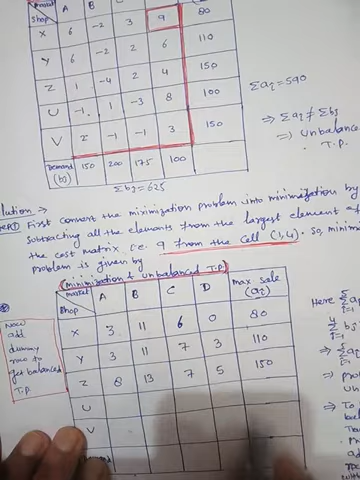 Market A B
Shop
X 6 -2 3 9 80
Y 6 -2 2 6 110
Z 1 -4 2 4 150
U -1 1 -3 8 100
V 2 -1 -1 3 150
Demand (bj) 150 200 175 100
Σbj = 625
Σai = 590
⇒ Σai ≠ Σbj
⇒ Unbalanc
T.P.
lution :→
First convert the minimization problem into minimization by
subtracting all the elements from the largest element
the cost matrix i.e. 9 from the cell (1,4). So, minimi
problem is given by
(minimization & unbalanced T.P.)
Market A B C D max sale
Shop (ai)
X 3 11 6 0 80
Y 3 11 7 3 110
Z 8 13 7 5 150
U
V
Now
add
dummy
row to
get balanced
T.P.
Here
⇒
⇒ To